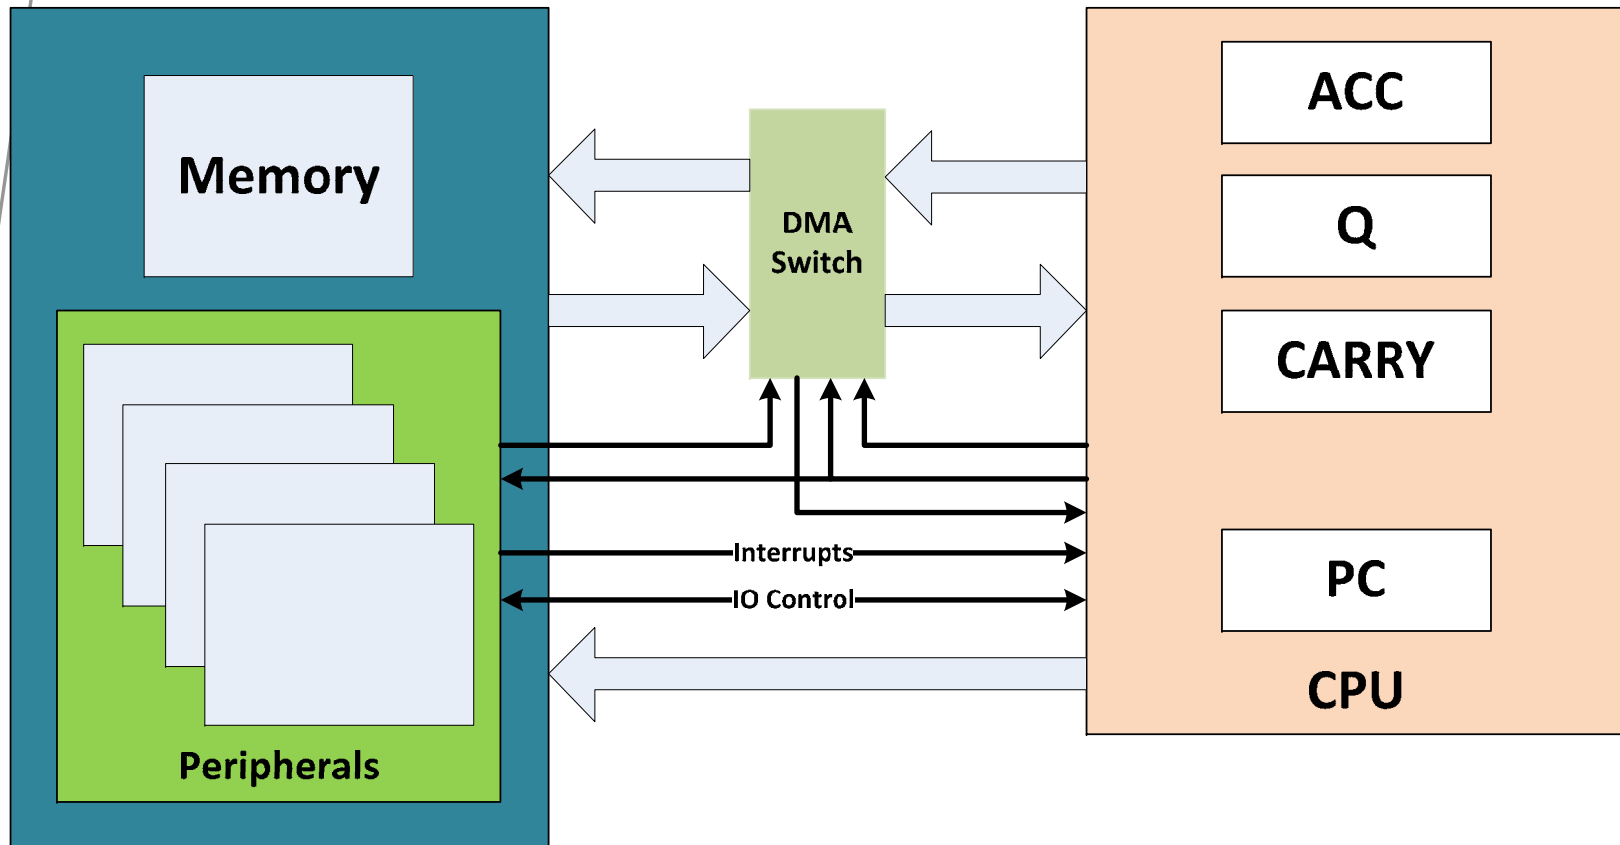 Memory
Peripherals
DMA
Switch
Interrupts
IO Control
ACC
Q
CARRY
PC
CPU